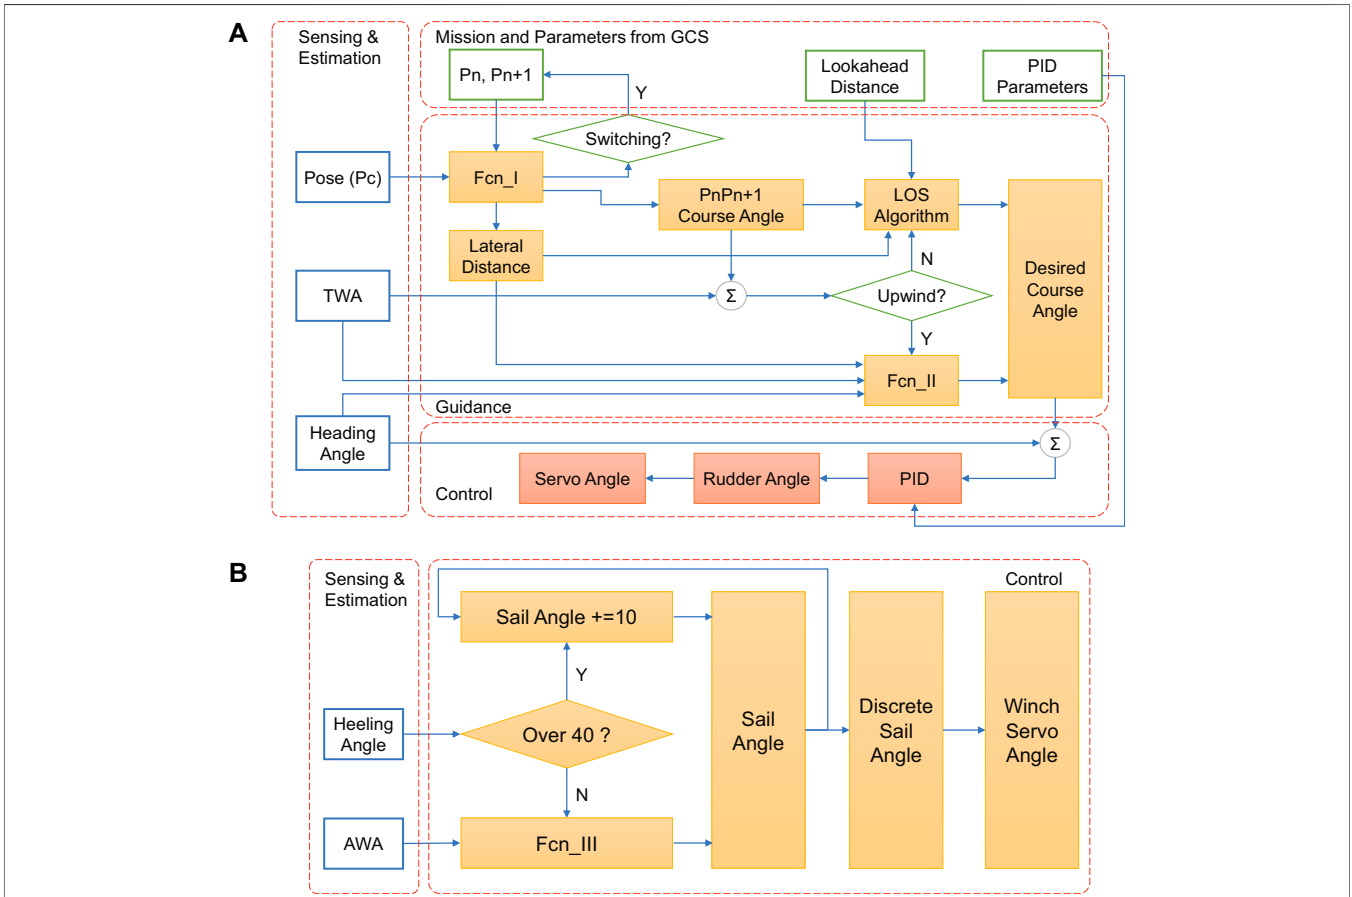 A
Sensing &
Estimation
Mission and Parameters from GCS
Pn, Pn+1
Y
Lookahead
Distance
PID
Parameters
Switching?
Pose (Pc)
Fcn_I
PnPn+1
Course Angle
LOS
Algorithm
Lateral
Distance
N
Desired
Course
Angle
TWA
Σ
Upwind?
Y
Fcn_II
Guidance
Heading
Angle
Σ
Servo Angle
Rudder Angle
PID
Control
B
Sensing &
Estimation
Control
Sail Angle +=10
Y
Heeling
Angle
Over 40 ?
Sail
Angle
Discrete
Sail
Angle
Winch
Servo
Angle
N
AWA
Fcn_III